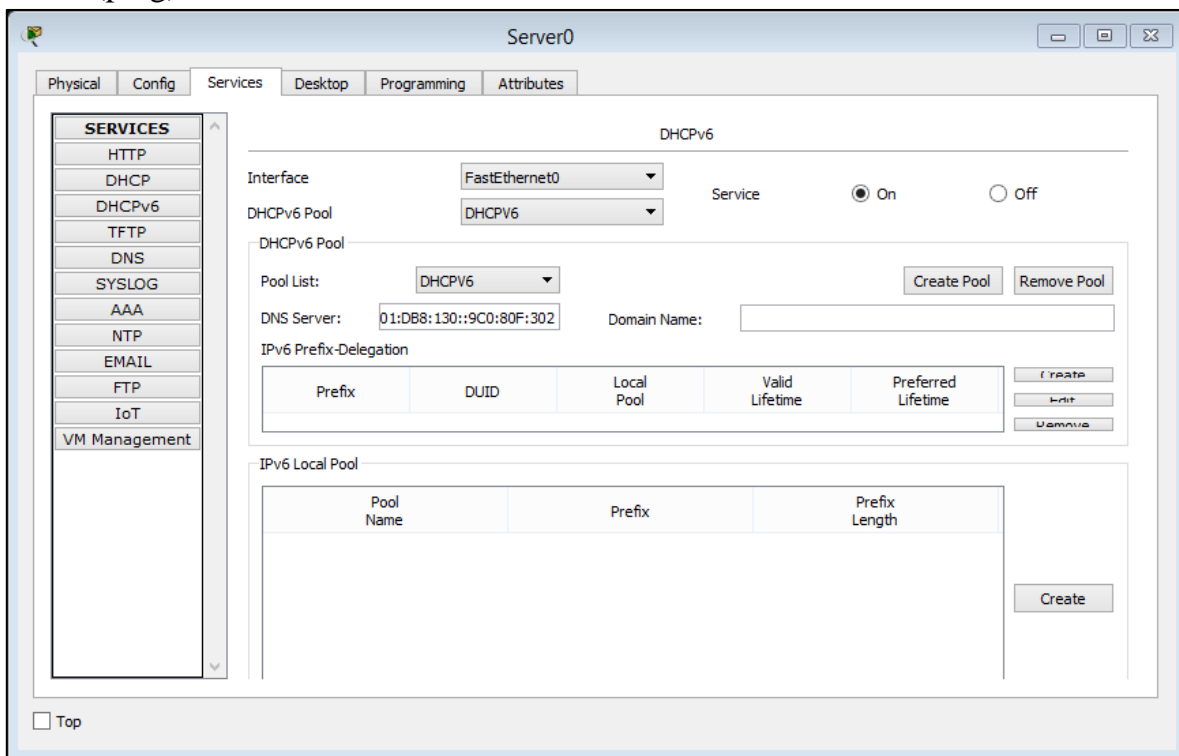 Server0
Physical Config Services Desktop Programming Attributes
SERVICES
HTTP
DHCP
DHCPv6
TFTP
DNS
SYSLOG
AAA
NTP
EMAIL
FTP
IoT
VM Management
DHCPv6
Interface FastEthernet0
Service On Off
DHCPv6 Pool DHCPV6
DHCPv6 Pool
Pool List: DHCPV6 Create Pool Remove Pool
DNS Server: 01:DB8:130::9C0:80F:302 Domain Name:
IPv6 Prefix-Delegation
Prefix DUID Local Pool Valid Lifetime Preferred Lifetime
Create
Edit
Remove
IPv6 Local Pool
Pool Name Prefix Prefix Length
Create
Top